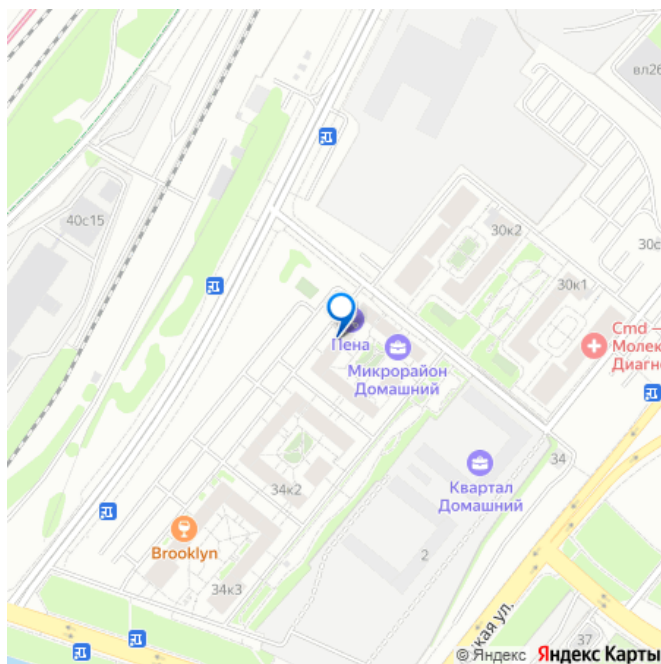 вл26
40с15
30к2
30с
30к1
Cmd —
Молек
Диагн
Пена
Микрорайон
Домашний
34
Квартал
Домашний
34к2
Brooklyn
2
34к3
кая ул.
37
© Яндекс Яндекс Карты